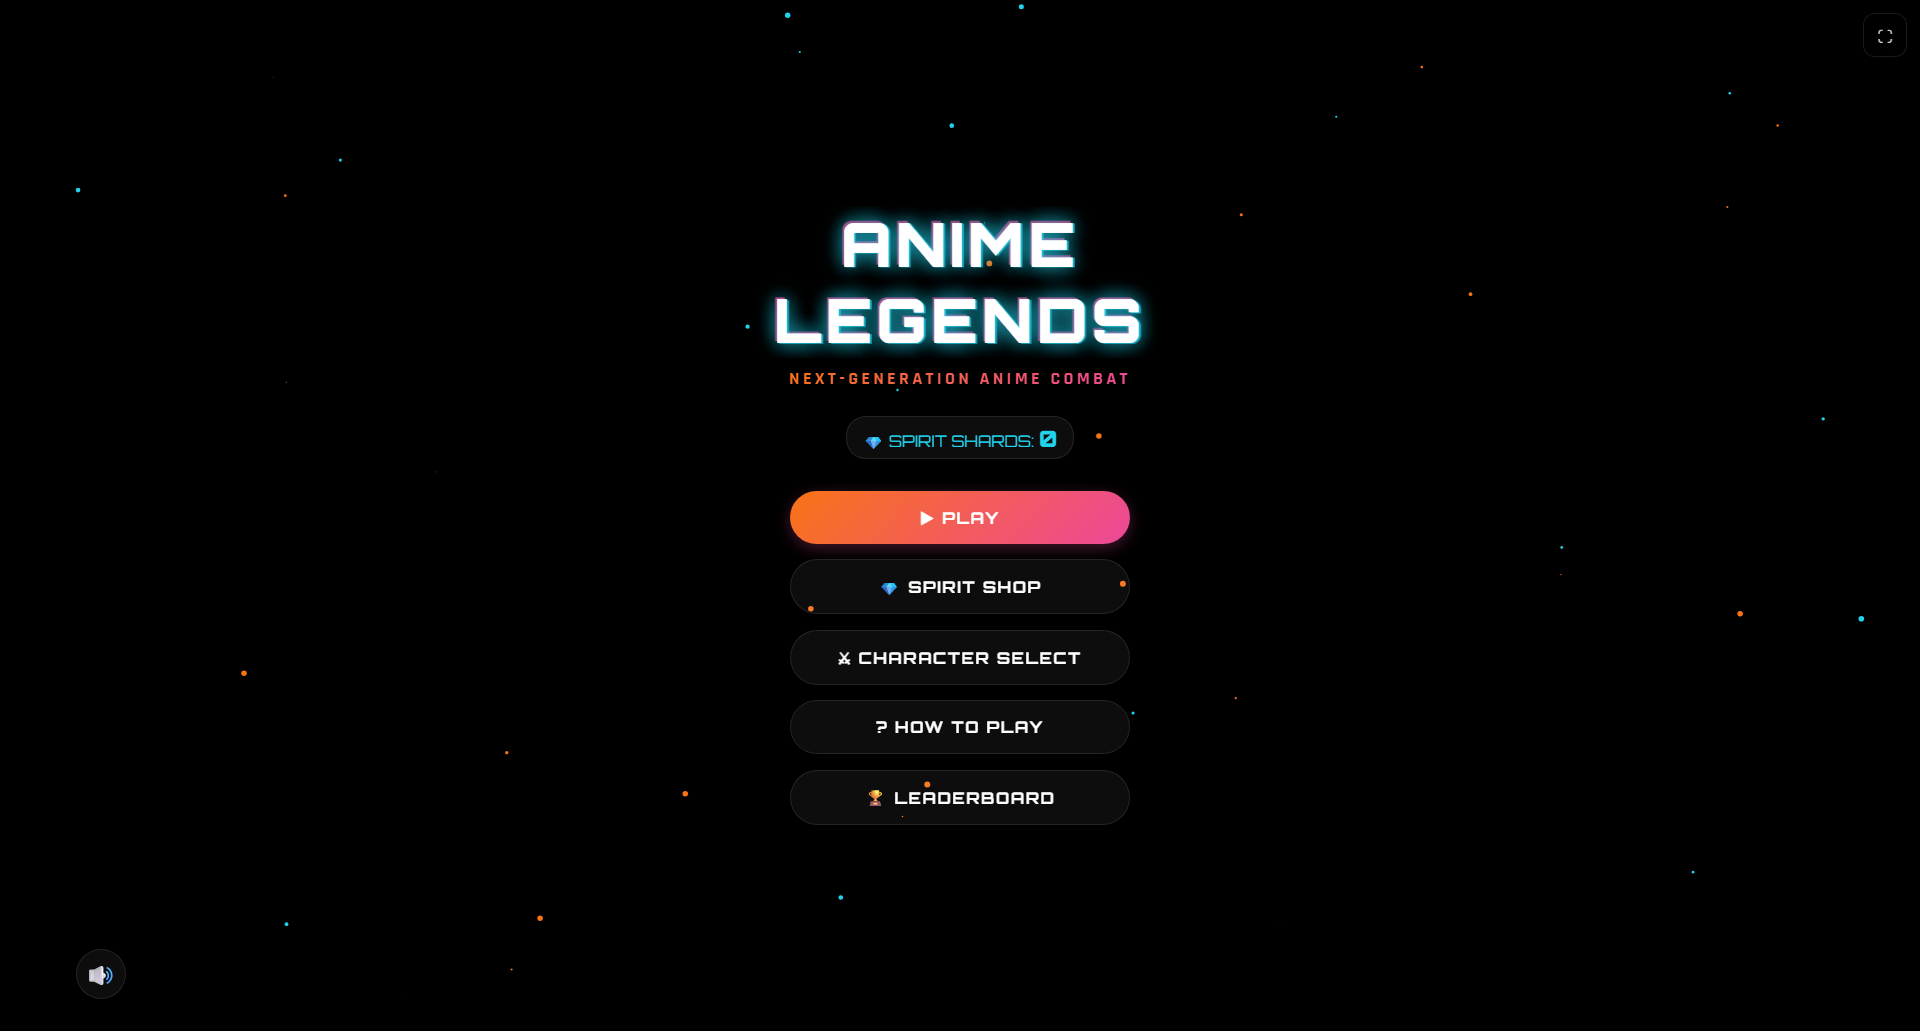 ANIME
LEGENDS
NEXT-GENERATION ANIME COMBAT
💎 SPIRIT SHARDS: 0
▶ PLAY
💎 SPIRIT SHOP
⚔ CHARACTER SELECT
? HOW TO PLAY
🏆 LEADERBOARD